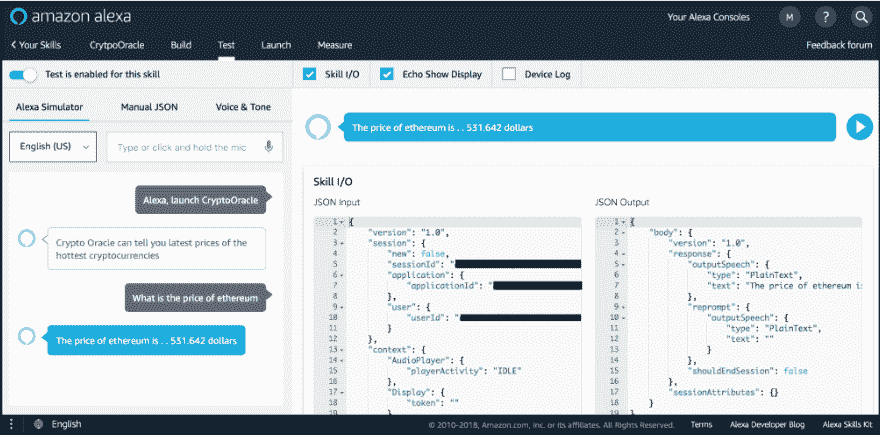 amazon alexa
Your Alexa Consoles M ?
Your Skills CrytpoOracle Build Test Launch Measure Feedback forum
Test is enabled for this skill
Skill I/O Echo Show Display Device Log
Alexa Simulator Manual JSON Voice & Tone
English (US) Type or click and hold the mic
Alexa, launch CryptoOracle
Crypto Oracle can tell you latest prices of the
hottest cryptocurrencies
What is the price of ethereum
The price of ethereum is . . 531.642 dollars
The price of ethereum is . . 531.642 dollars
Skill I/O
JSON Input
1 {
2 "version": "1.0",
3 "session": {
4 "new": false,
5 "sessionId": "
6 "application": {
7 "applicationId": "
8 },
9 "user": {
10 "userId": "
11 }
12 },
13 "context": {
14 "AudioPlayer": {
15 "playerActivity": "IDLE"
16 },
17 "Display": {
18 "token": ""
19 },
JSON Output
1 {
2 "body": {
3 "version": "1.0",
4 "response": {
5 "outputSpeech": {
6 "type": "PlainText",
7 "text": "The price of ethereum is
8 },
9 "reprompt": {
10 "outputSpeech": {
11 "type": "PlainText",
12 "text": ""
13 }
14 },
15 "shouldEndSession": false
16 },
17 "sessionAttributes": {}
18 }
19 }
English
© 2010-2018, Amazon.com, Inc. or its affiliates. All Rights Reserved. Terms Alexa Developer Blog Alexa Skills Kit